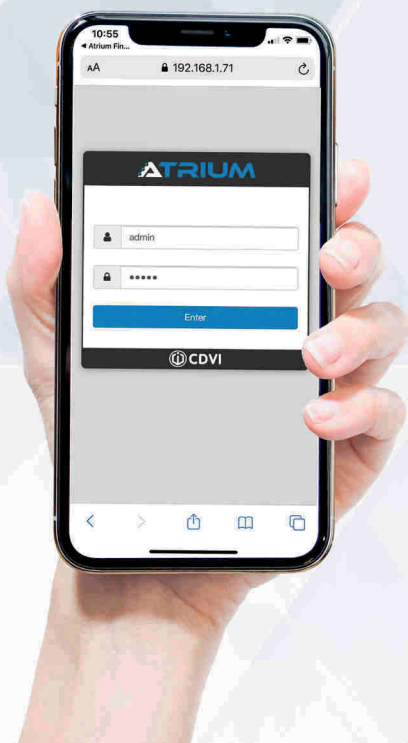 10:55
Atrium Fin...
AA 192.168.1.71
ATRIUM
admin
Enter
CDVI